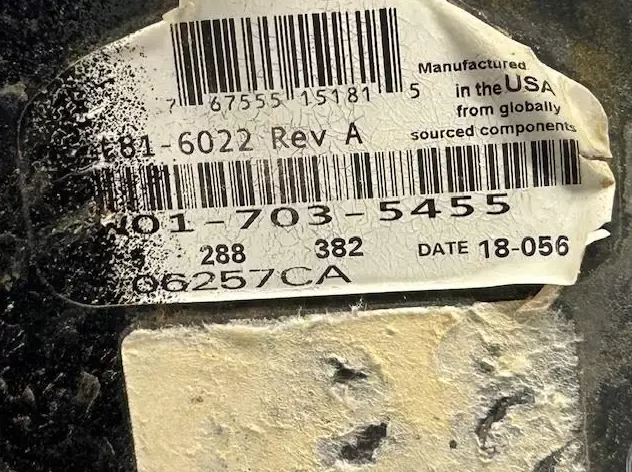 7 67555 15181 5
Manufactured
in the USA
from globally
sourced components
81-6022 Rev A
W01-703-5455
288 382 DATE 18-056
06257CA